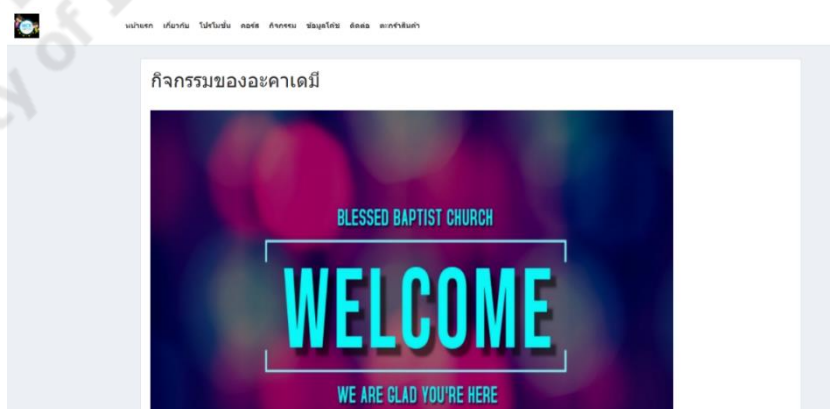 หน้าแรก เกี่ยวกับ โปรโมชั่น คอร์ส กิจกรรม ข้อมูลโค้ช ติดต่อ ตะกร้าสินค้า
กิจกรรมของอะคาเดมี
BLESSED BAPTIST CHURCH
WELCOME
WE ARE GLAD YOU'RE HERE